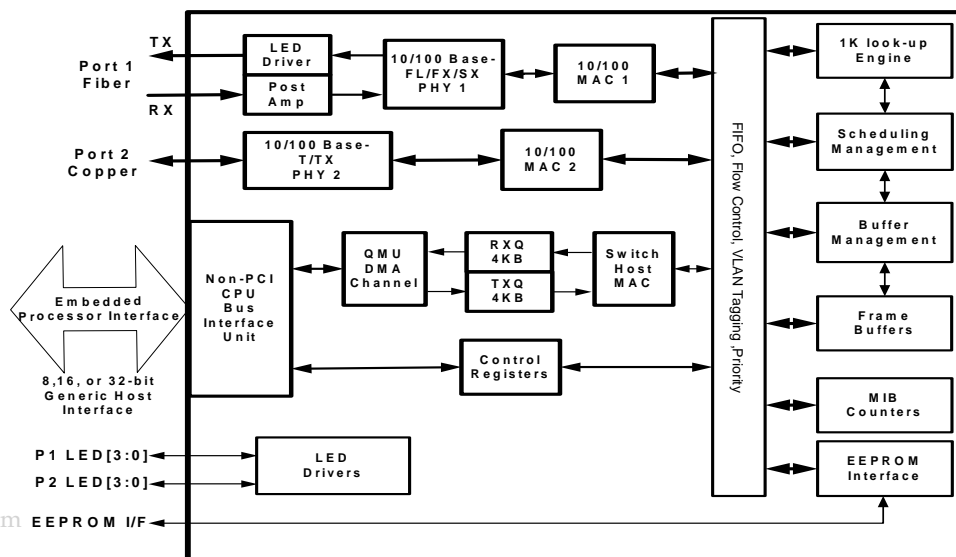 TX
Port 1
Fiber
RX
LED
Driver
Post
Amp
10/100 Base-
FL/FX/SX
PHY 1
10/100
MAC 1
Port 2
Copper
10/100 Base-
T/TX
PHY 2
10/100
MAC 2
Embedded
Processor Interface
8,16, or 32-bit
Generic Host
Interface
Non-PCI
CPU
Bus
Interface
Unit
QMU
DMA
Channel
RXQ
4KB
TXQ
4KB
Switch
Host
MAC
Control
Registers
P1 LED[3:0]
P2 LED[3:0]
LED
Drivers
m EEPROM I/F
FIFO, Flow Control, VLAN Tagging ,Priority
1K look-up
Engine
Scheduling
Management
Buffer
Management
Frame
Buffers
MIB
Counters
EEPROM
Interface